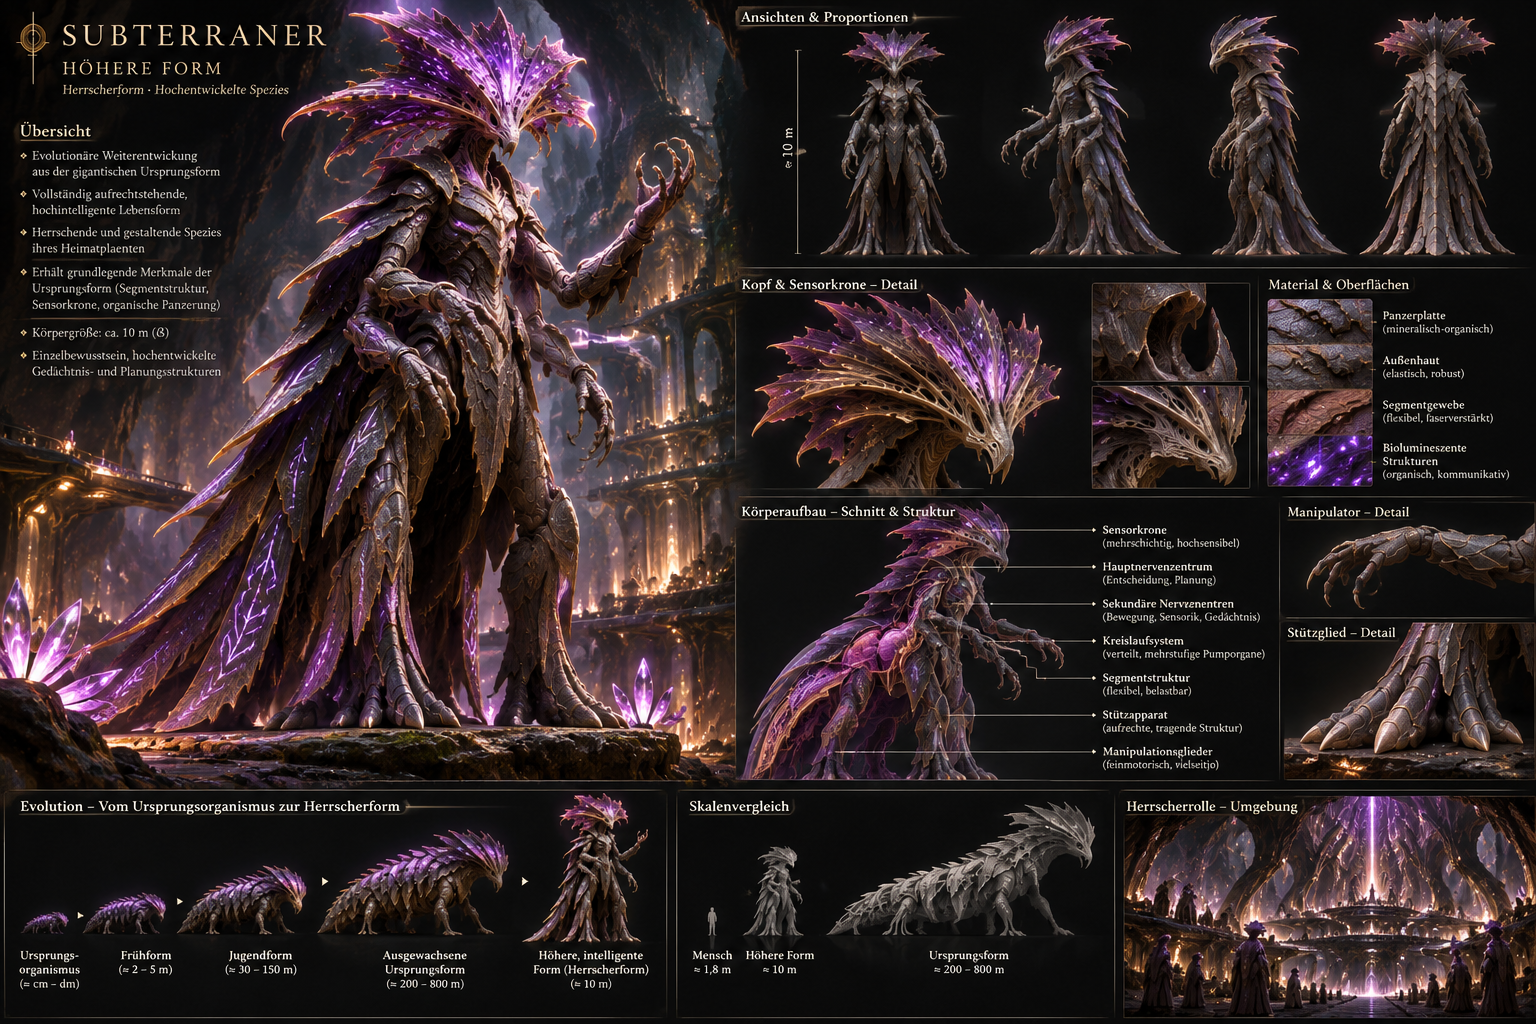 SUBTERRANER
HÖHERE FORM
Herrscherform · Hochentwickelte Spezies
Übersicht
Evolutionäre Weiterentwickung
aus der gigantischen Ursprungsform
Vollständig aufrechtstehende,
hochintelligente Lebensform
Herrschende und gestaltende Spezies
ihres Heimatplaenten
Erhält grundlegende Merkmale der
Ursprungsform (Segmentstruktur,
Sensorkrone, organische Panzerung)
Körpergröße: ca. 10 m (ß)
Einzelbewusstsein, hochentwickelte
Gedächtnis- und Planungsstrukturen
Ansichten & Proportionen
≈ 10 m
Kopf & Sensorkrone – Detail
Material & Oberflächen
Panzerplatte
(mineralisch-organisch)
Außenhaut
(elastisch, robust)
Segmentgewebe
(flexibel, faserverstärkt)
Biolumineszente
Strukturen
(organisch, kommunikativ)
Körperaufbau – Schnitt & Struktur
Sensorkrone
(mehrschichtig, hochsensibel)
Hauptnervenzentrum
(Entscheidung, Planung)
Sekundäre Nervzenentren
(Bewegung, Sensorik, Gedächtnis)
Kreislaufsystem
(verteilt, mehrstufige Pumporgane)
Segmentstruktur
(flexibel, belastbar)
Stützapparat
(aufrechte, tragende Struktur)
Manipulationsglieder
(feinmotorisch, vielseitjo)
Manipulator – Detail
Stützglied – Detail
Evolution – Vom Ursprungsorganismus zur Herrscherform
Ursprungs-
organismus
(≈ cm – dm)
Frühform
(≈ 2 – 5 m)
Jugendform
(≈ 30 – 150 m)
Ausgewachsene
Ursprungsform
(≈ 200 – 800 m)
Höhere, intelligente
Form (Herrscherform)
(≈ 10 m)
Skalenvergleich
Mensch
≈ 1,8 m
Höhere Form
≈ 10 m
Ursprungsform
≈ 200 – 800 m
Herrscherrolle – Umgebung